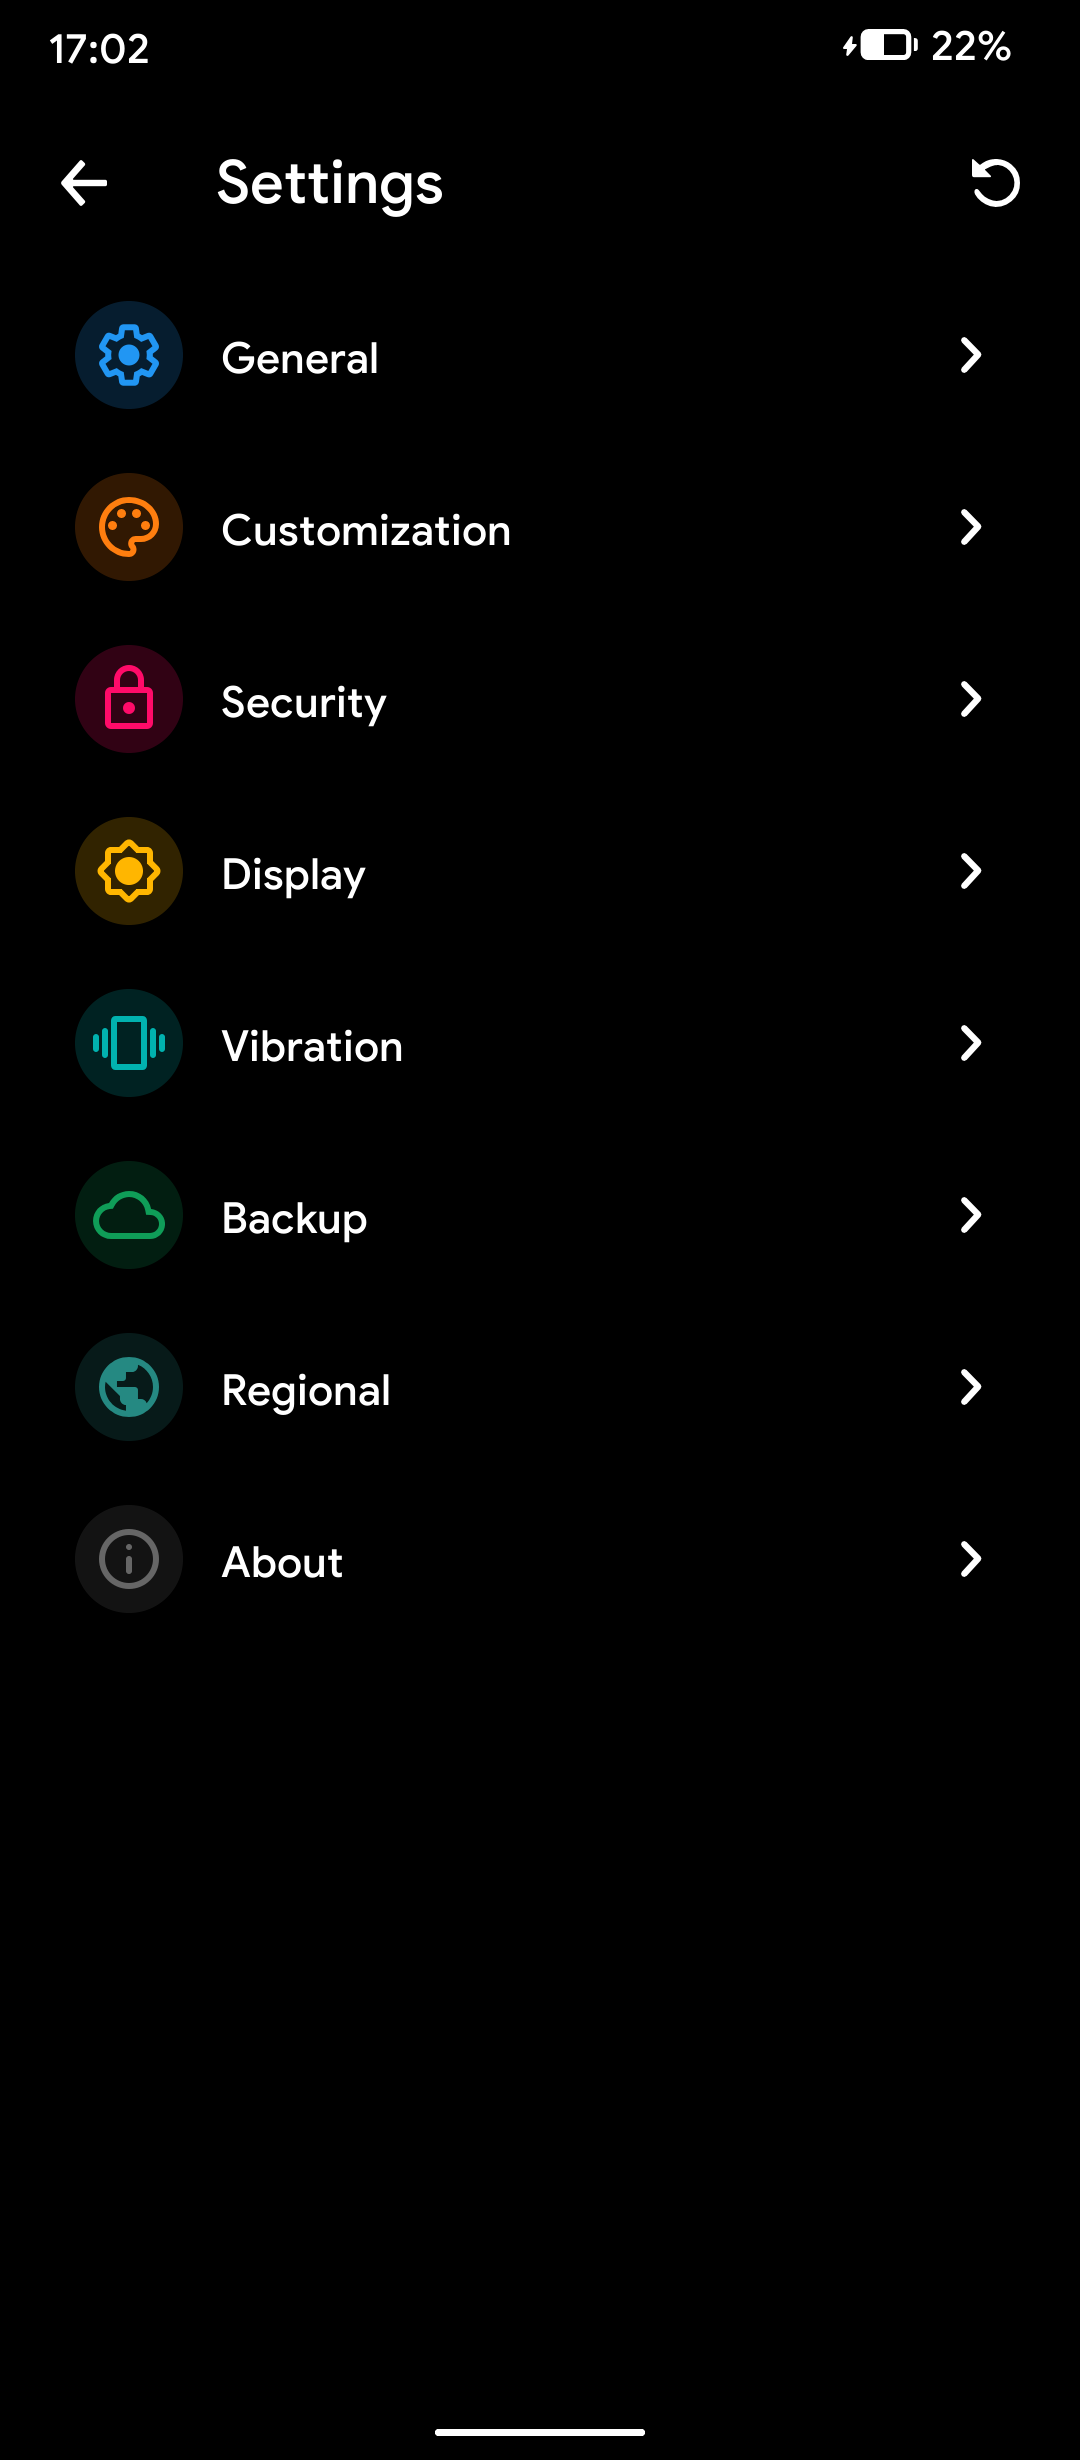 17:02 22%
Settings
General
Customization
Security
Display
Vibration
Backup
Regional
About